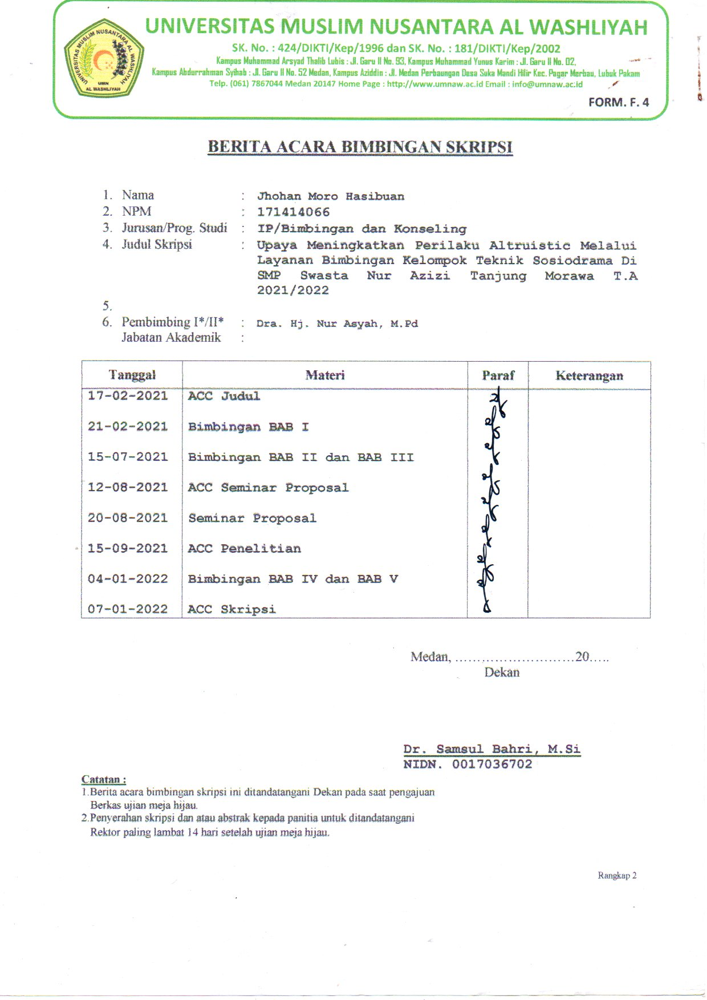 UNIVERSITAS MUSLIM NUSANTARA AL WASHLIYAH
SK. No. : 424/DIKTI/Kep/1996 dan SK. No. : 181/DIKTI/Kep/2002
Kampus Muhammad Arsyad Thalib Lubis : Jl. Garu II No. 93, Kampus Muhammad Yunus Karim : Jl. Garu II No. 02,
Kampus Abdurrahman Syihab : Jl. Garu II No. 52 Medan, Kampus Aziddin : Jl. Medan Perbaungan Desa Suka Mandi Hilir Kec. Pagar Merbau, Lubuk Pakam
Telp. (061) 7867044 Medan 20147 Home Page : http://www.umnaw.ac.id Email : info@umnaw.ac.id
UNIVERSITAS MUSLIM NUSANTARA AL WASHLIYAH
UMN
AL WASHLIYAH
FORM. F. 4
BERITA ACARA BIMBINGAN SKRIPSI
1. Nama : Jhohan Moro Hasibuan
2. NPM : 171414066
3. Jurusan/Prog. Studi : IP/Bimbingan dan Konseling
4. Judul Skripsi : Upaya Meningkatkan Perilaku Altruistic Melalui
Layanan Bimbingan Kelompok Teknik Sosiodrama Di
SMP Swasta Nur Azizi Tanjung Morawa T.A
2021/2022
5.
6. Pembimbing I*/II* : Dra. Hj. Nur Asyah, M.Pd
Jabatan Akademik :
Tanggal Materi Paraf Keterangan
17-02-2021 ACC Judul
21-02-2021 Bimbingan BAB I
15-07-2021 Bimbingan BAB II dan BAB III
12-08-2021 ACC Seminar Proposal
20-08-2021 Seminar Proposal
15-09-2021 ACC Penelitian
04-01-2022 Bimbingan BAB IV dan BAB V
07-01-2022 ACC Skripsi
Medan, ...........................20.....
Dekan
Dr. Samsul Bahri, M.Si
NIDN. 0017036702
Catatan :
1.Berita acara bimbingan skripsi ini ditandatangani Dekan pada saat pengajuan
Berkas ujian meja hijau.
2.Penyerahan skripsi dan atau abstrak kepada panitia untuk ditandatangani
Rektor paling lambat 14 hari setelah ujian meja hijau.
Rangkap 2